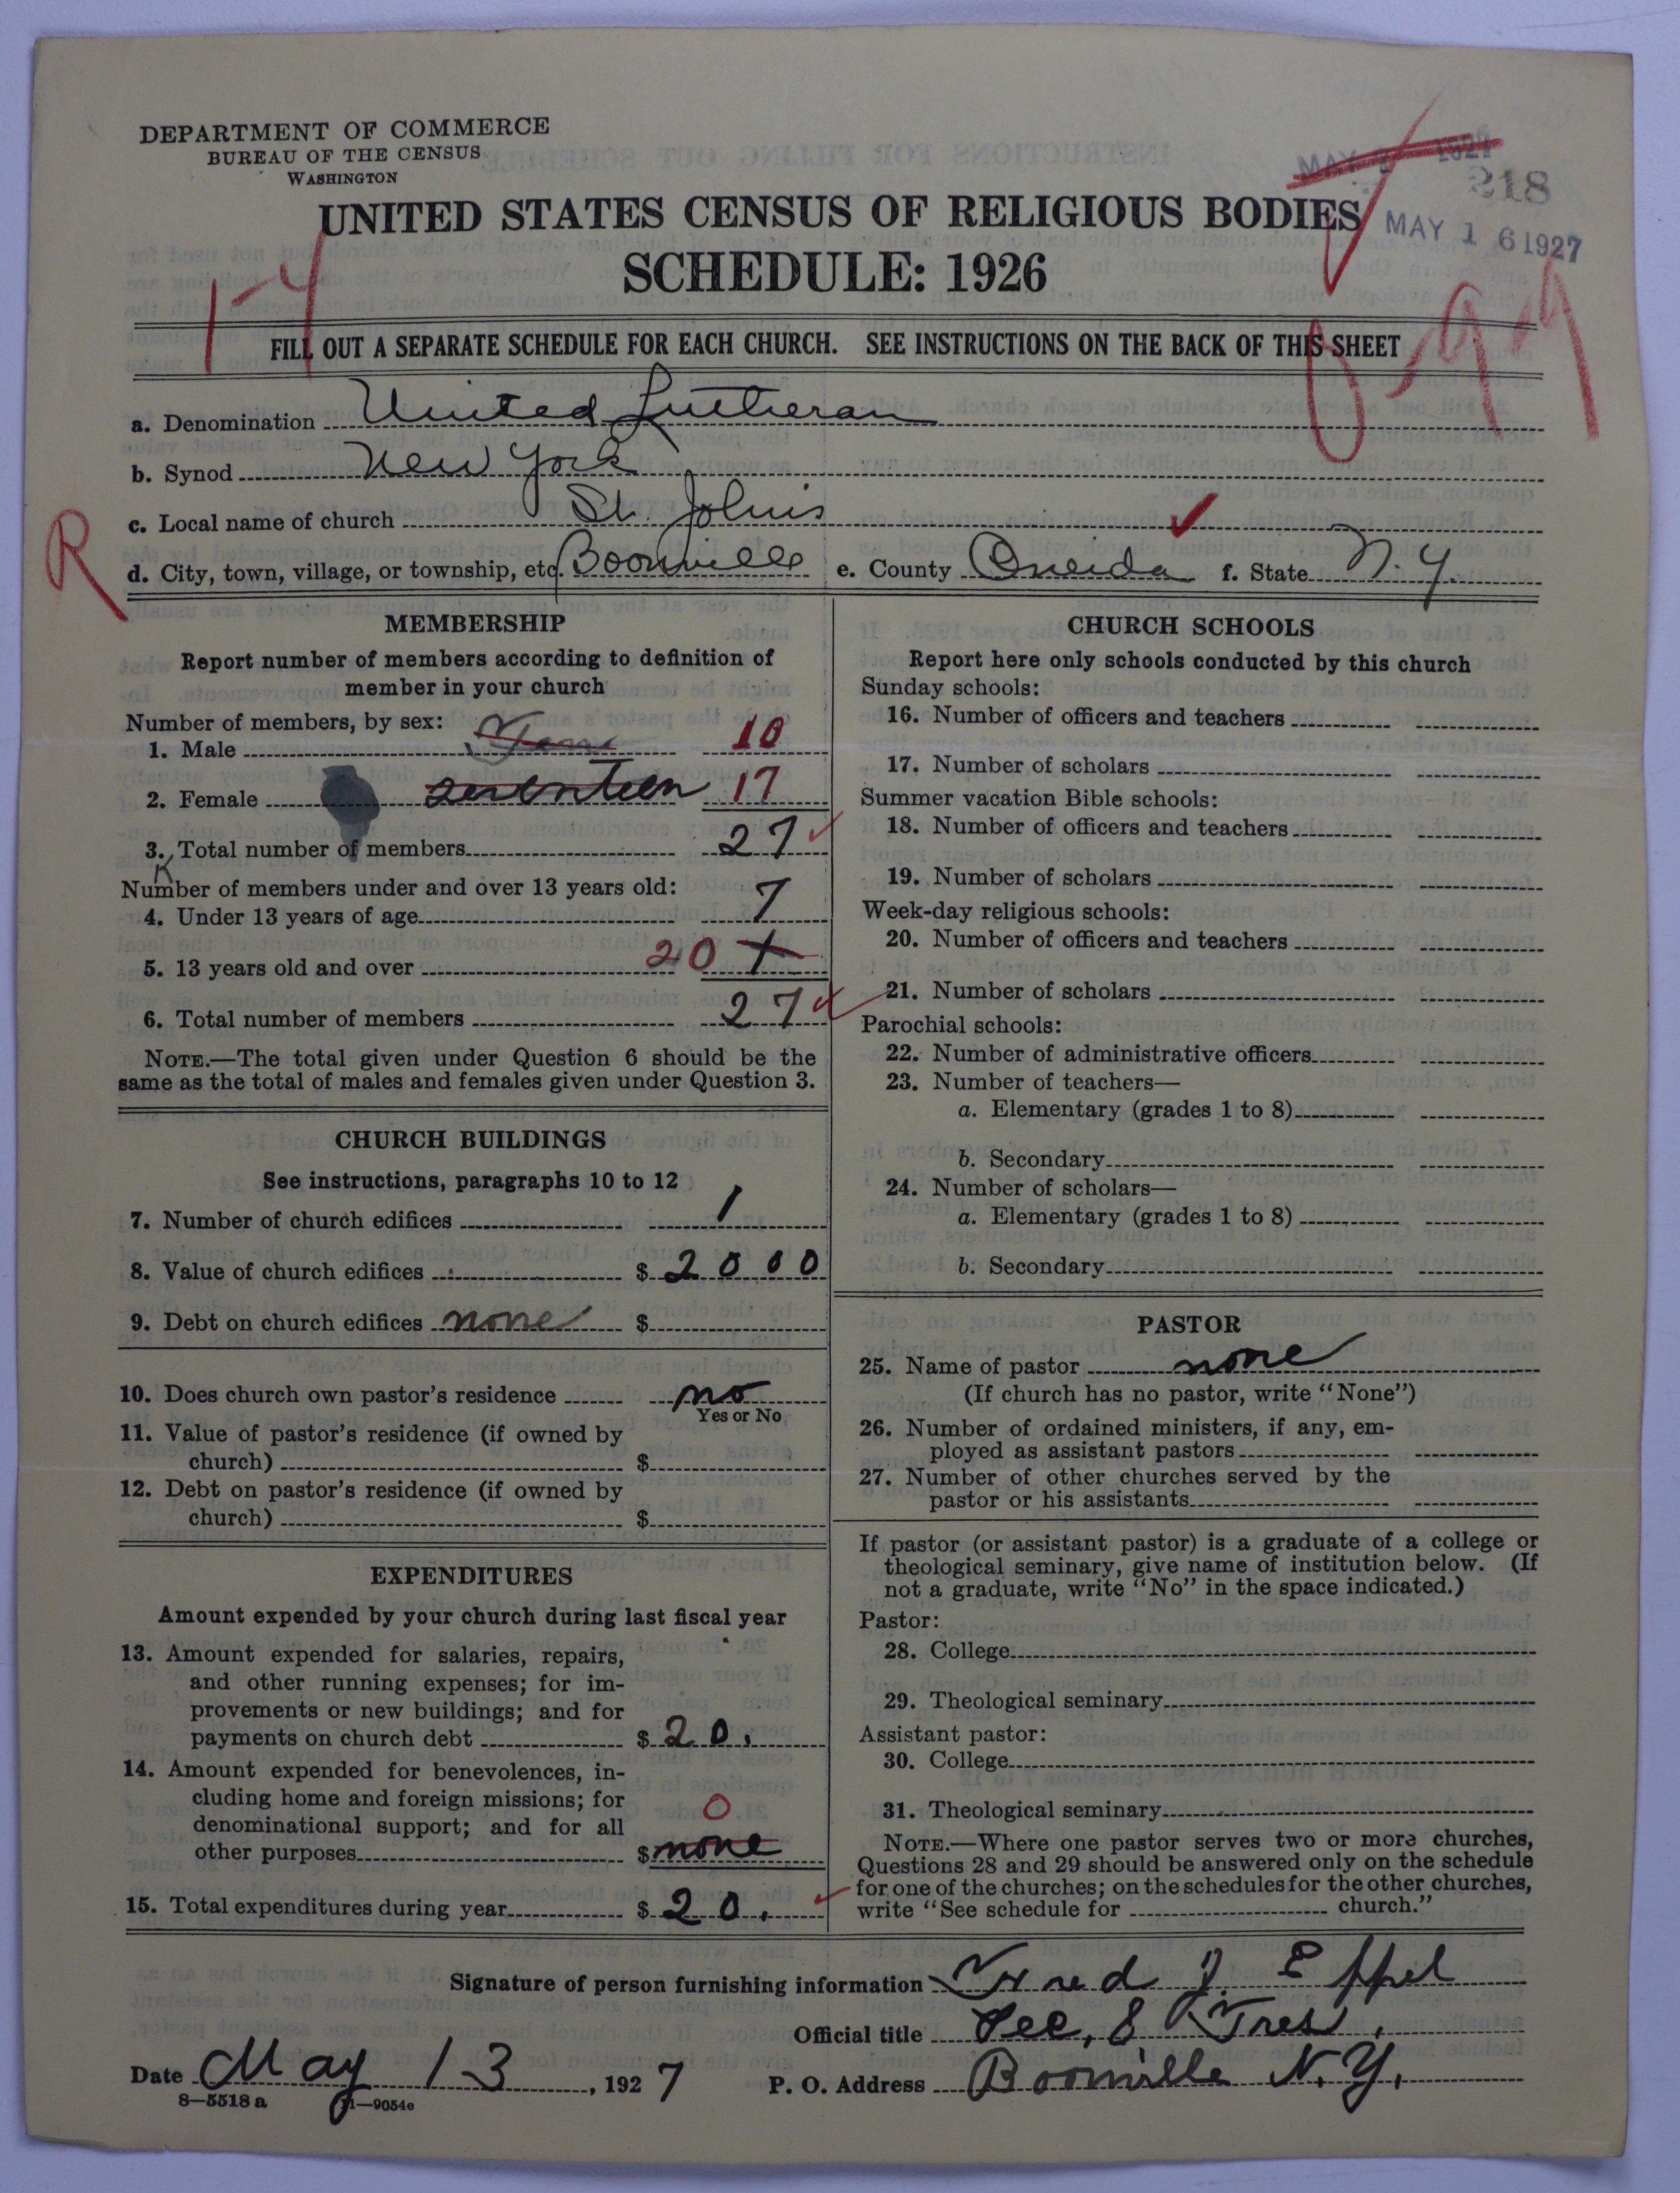 DEPARTMENT OF COMMERCE
BUREAU OF THE CENSUS
WASHINGTON
MAY 1927
218
UNITED STATES CENSUS OF RELIGIOUS BODIES
MAY 16 1927
SCHEDULE: 1926
1-4
FILL OUT A SEPARATE SCHEDULE FOR EACH CHURCH. SEE INSTRUCTIONS ON THE BACK OF THIS SHEET
a. Denomination United Lutheran
b. Synod New York
c. Local name of church St. John's
R
d. City, town, village, or township, etc. Boonville e. County Oneida f. State N.Y.
MEMBERSHIP
Report number of members according to definition of
member in your church
Number of members, by sex:
1. Male 10
2. Female seventeen 17
3. Total number of members 27
Number of members under and over 13 years old:
4. Under 13 years of age 7
5. 13 years old and over 20
6. Total number of members 27
NOTE.—The total given under Question 6 should be the
same as the total of males and females given under Question 3.
CHURCH BUILDINGS
See instructions, paragraphs 10 to 12
7. Number of church edifices 1
8. Value of church edifices $ 2000
9. Debt on church edifices none $
10. Does church own pastor's residence no
Yes or No
11. Value of pastor's residence (if owned by
church) $
12. Debt on pastor's residence (if owned by
church) $
EXPENDITURES
Amount expended by your church during last fiscal year
13. Amount expended for salaries, repairs,
and other running expenses; for im-
provements or new buildings; and for
payments on church debt $ 20.
14. Amount expended for benevolences, in-
cluding home and foreign missions; for
denominational support; and for all 0
other purposes $ none
15. Total expenditures during year $ 20.
CHURCH SCHOOLS
Report here only schools conducted by this church
Sunday schools:
16. Number of officers and teachers
17. Number of scholars
Summer vacation Bible schools:
18. Number of officers and teachers
19. Number of scholars
Week-day religious schools:
20. Number of officers and teachers
21. Number of scholars
Parochial schools:
22. Number of administrative officers
23. Number of teachers—
a. Elementary (grades 1 to 8)
b. Secondary
24. Number of scholars—
a. Elementary (grades 1 to 8)
b. Secondary
PASTOR
25. Name of pastor none
(If church has no pastor, write "None")
26. Number of ordained ministers, if any, em-
ployed as assistant pastors
27. Number of other churches served by the
pastor or his assistants
If pastor (or assistant pastor) is a graduate of a college or
theological seminary, give name of institution below. (If
not a graduate, write "No" in the space indicated.)
Pastor:
28. College
29. Theological seminary
Assistant pastor:
30. College
31. Theological seminary
NOTE.—Where one pastor serves two or more churches,
Questions 28 and 29 should be answered only on the schedule
for one of the churches; on the schedules for the other churches,
write "See schedule for church."
Signature of person furnishing information Fred J. Eppel
Official title Sec, & Tres.
Date May 13, 1927 P. O. Address Boonville N.Y.
8—5518 a 11—9054e